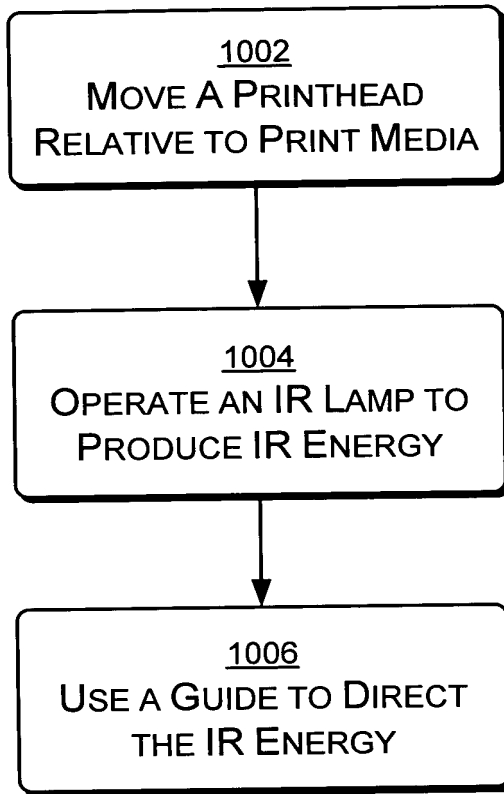 1002
MOVE A PRINTHEAD
RELATIVE TO PRINT MEDIA
1004
OPERATE AN IR LAMP TO
PRODUCE IR ENERGY
1006
USE A GUIDE TO DIRECT
THE IR ENERGY